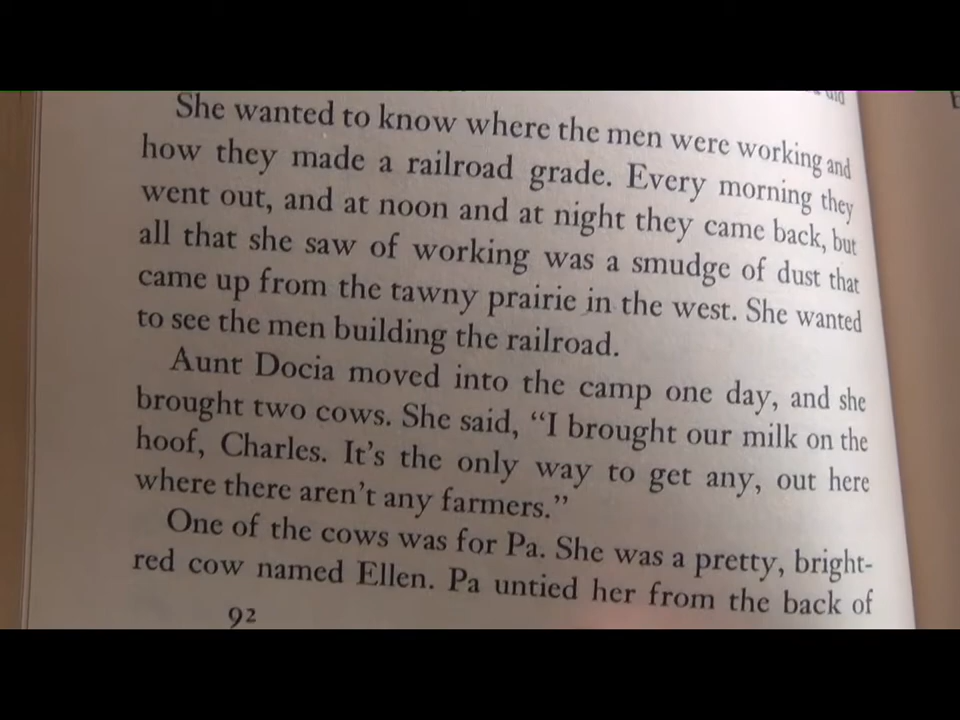 She wanted to know where the men were working and
how they made a railroad grade. Every morning they
went out, and at noon and at night they came back, but
all that she saw of working was a smudge of dust that
came up from the tawny prairie in the west. She wanted
to see the men building the railroad.
Aunt Docia moved into the camp one day, and she
brought two cows. She said, “I brought our milk on the
hoof, Charles. It’s the only way to get any, out here
where there aren’t any farmers.”
One of the cows was for Pa. She was a pretty, bright-
red cow named Ellen. Pa untied her from the back of
92